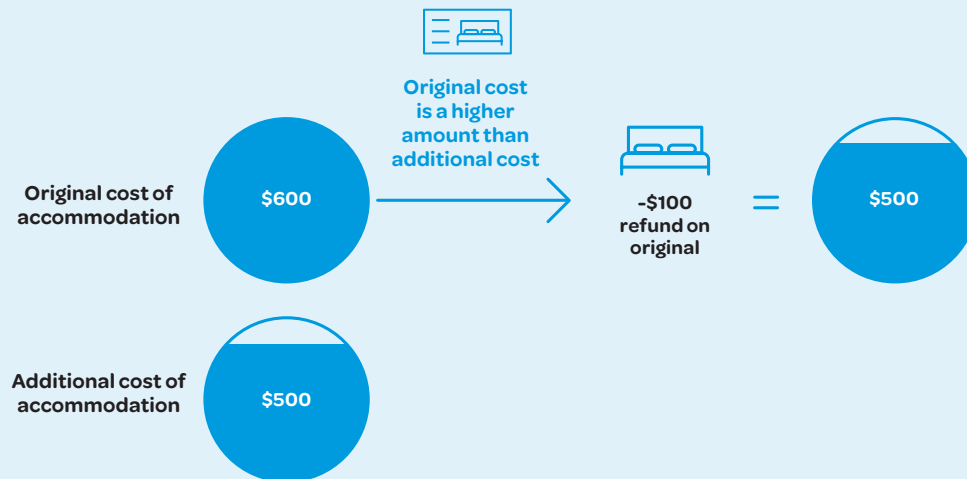 Original cost
is a higher
amount than
additional cost
Original cost of
accommodation
$600
-$100
refund on
original
=
$500
Additional cost of
accommodation
$500